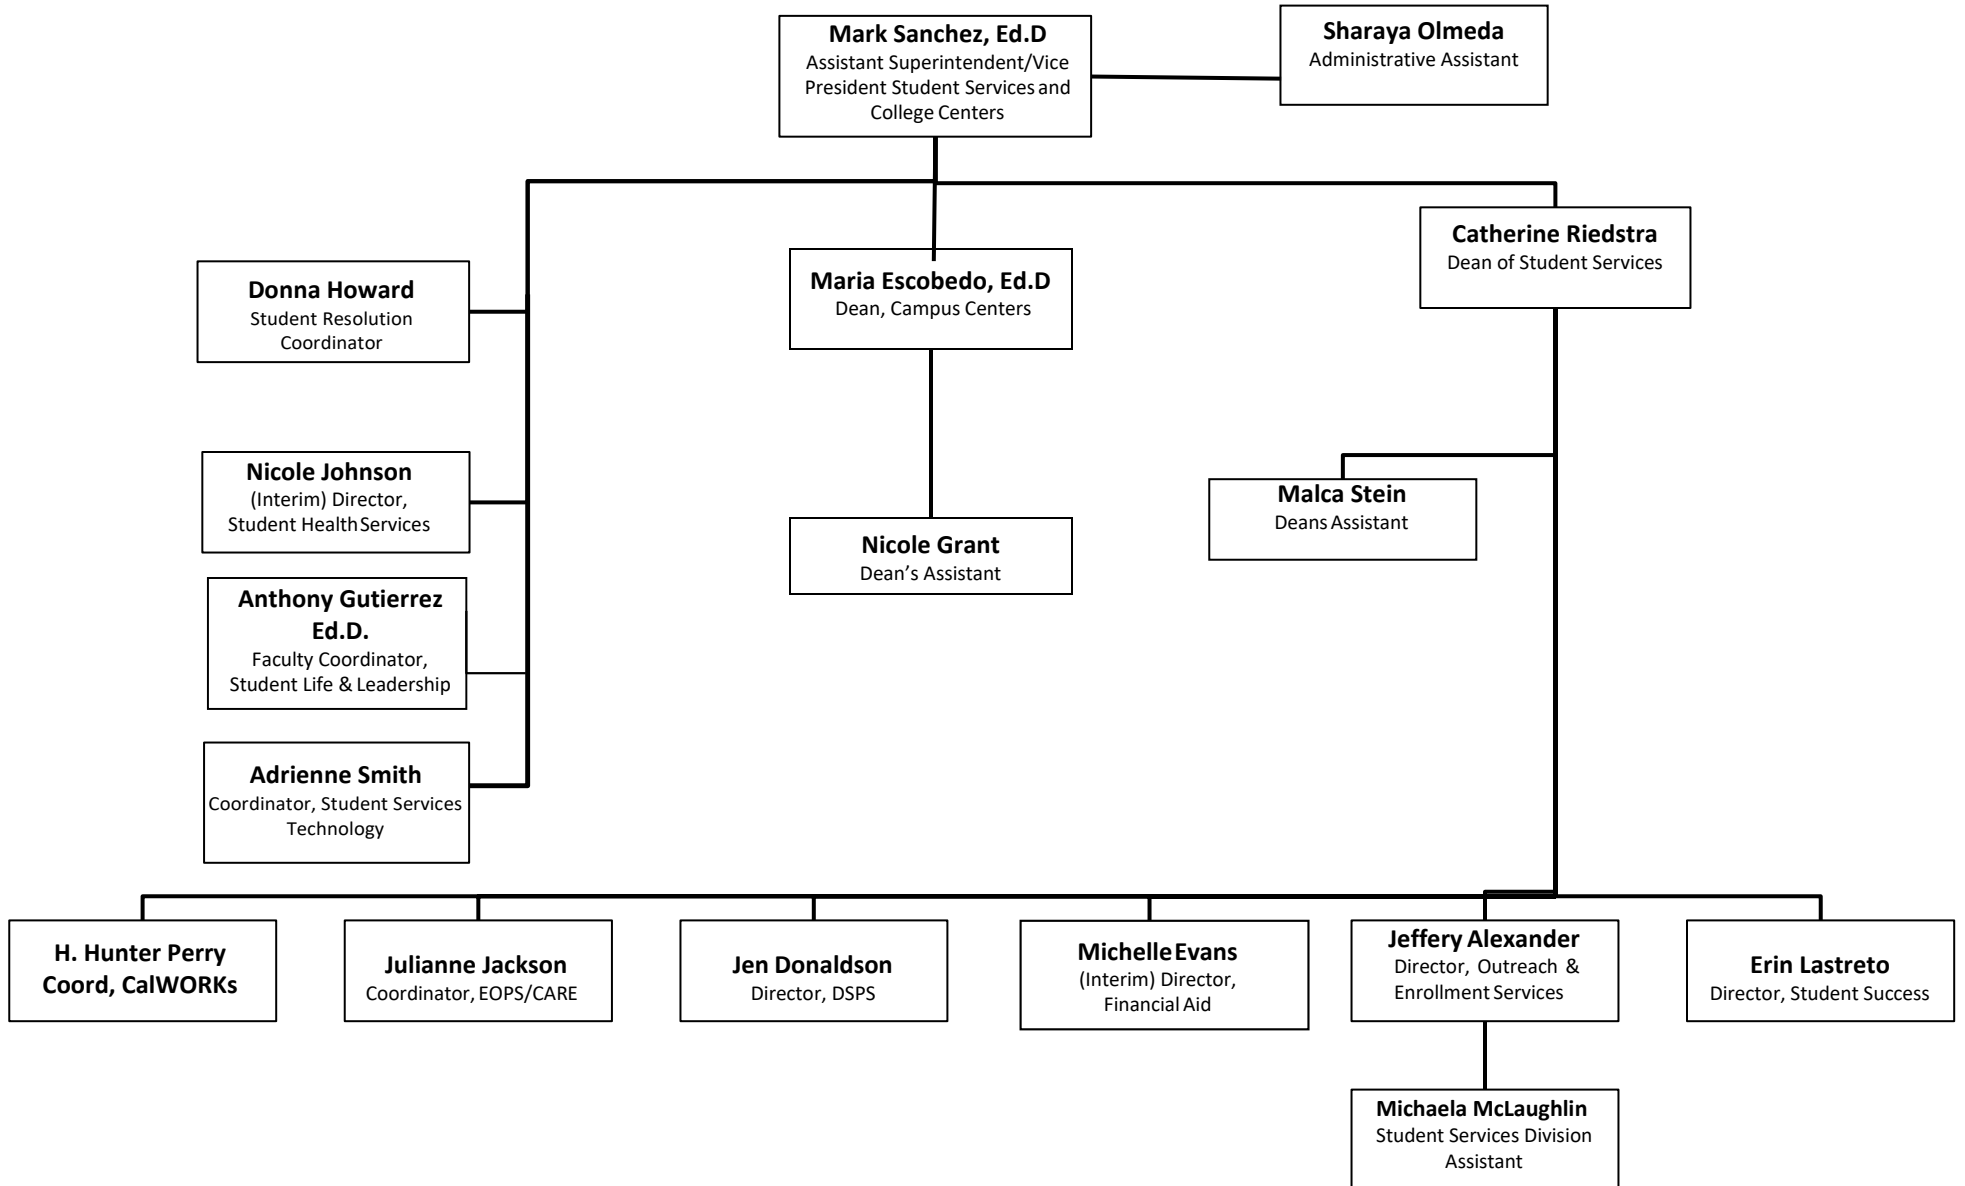 Mark Sanchez, Ed.D
Assistant Superintendent/Vice
President Student Services and
College Centers
Sharaya Olmeda
Administrative Assistant
Catherine Riedstra
Dean of Student Services
Donna Howard
Student Resolution
Coordinator
Maria Escobedo, Ed.D
Dean, Campus Centers
Nicole Johnson
(Interim) Director,
Student Health Services
Malca Stein
Deans Assistant
Nicole Grant
Dean’s Assistant
Anthony Gutierrez
Ed.D.
Faculty Coordinator,
Student Life & Leadership
Adrienne Smith
Coordinator, Student Services
Technology
H. Hunter Perry
Coord, CalWORKs
Julianne Jackson
Coordinator, EOPS/CARE
Jen Donaldson
Director, DSPS
Michelle Evans
(Interim) Director,
Financial Aid
Jeffery Alexander
Director, Outreach &
Enrollment Services
Erin Lastreto
Director, Student Success
Michaela McLaughlin
Student Services Division
Assistant